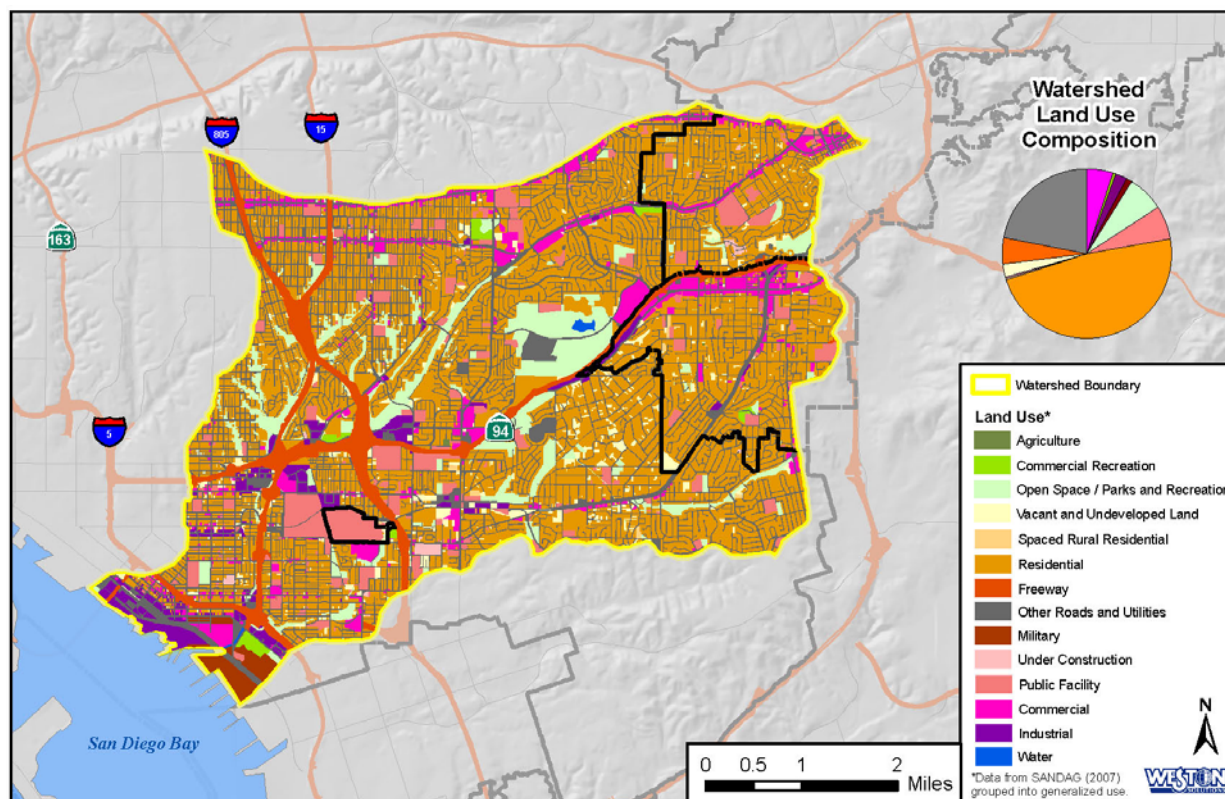 Watershed
Land Use
Composition
805
15
163
5
94
San Diego Bay
Watershed Boundary
Land Use*
Agriculture
Commercial Recreation
Open Space / Parks and Recreation
Vacant and Undeveloped Land
Spaced Rural Residential
Residential
Freeway
Other Roads and Utilities
Military
Under Construction
Public Facility
Commercial
Industrial
Water
*Data from SANDAG (2007)
grouped into generalized use.
N
WESTON
SOLUTIONS
0 0.5 1 2
Miles